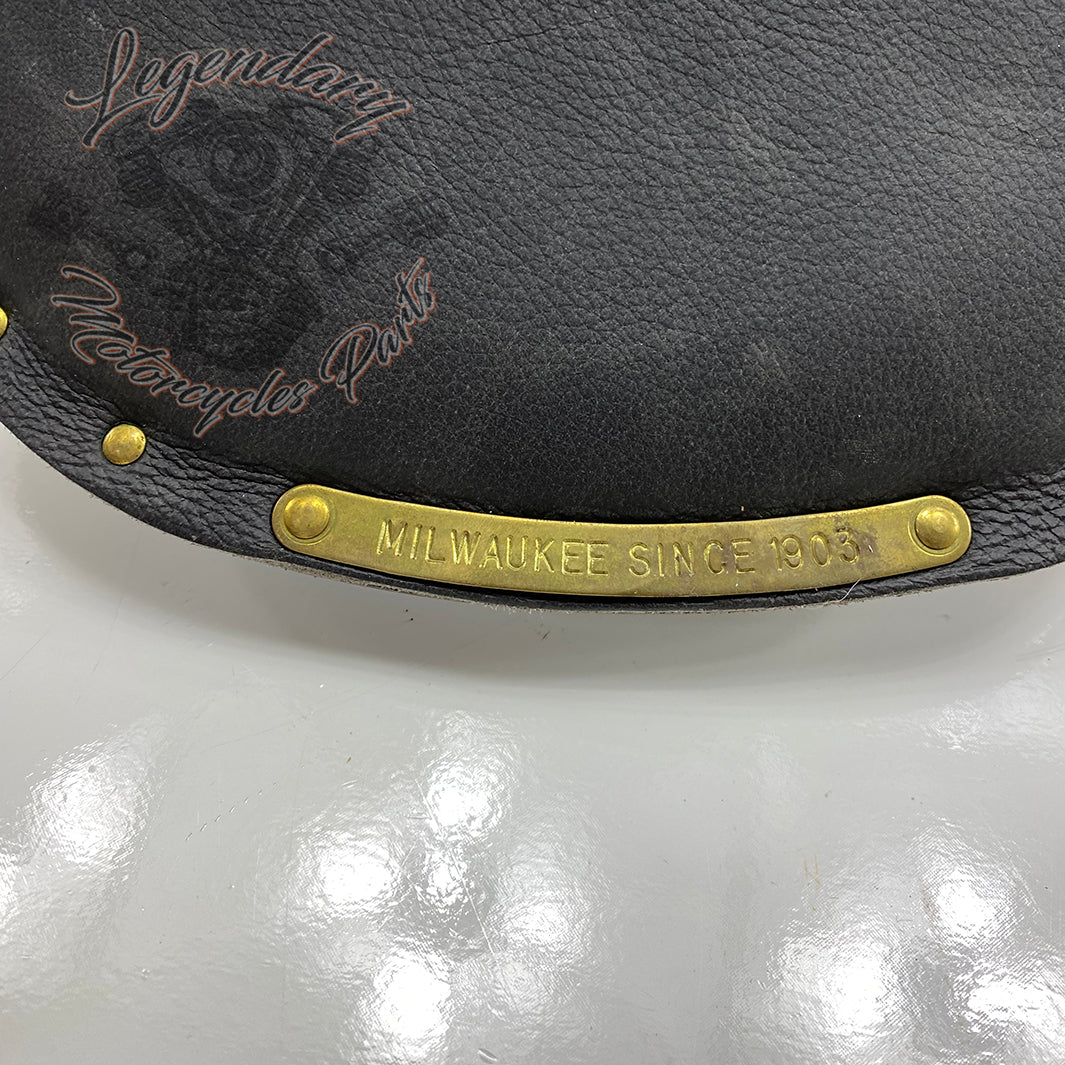 Legendary
Motorcycles Parts
MILWAUKEE SINCE 1903